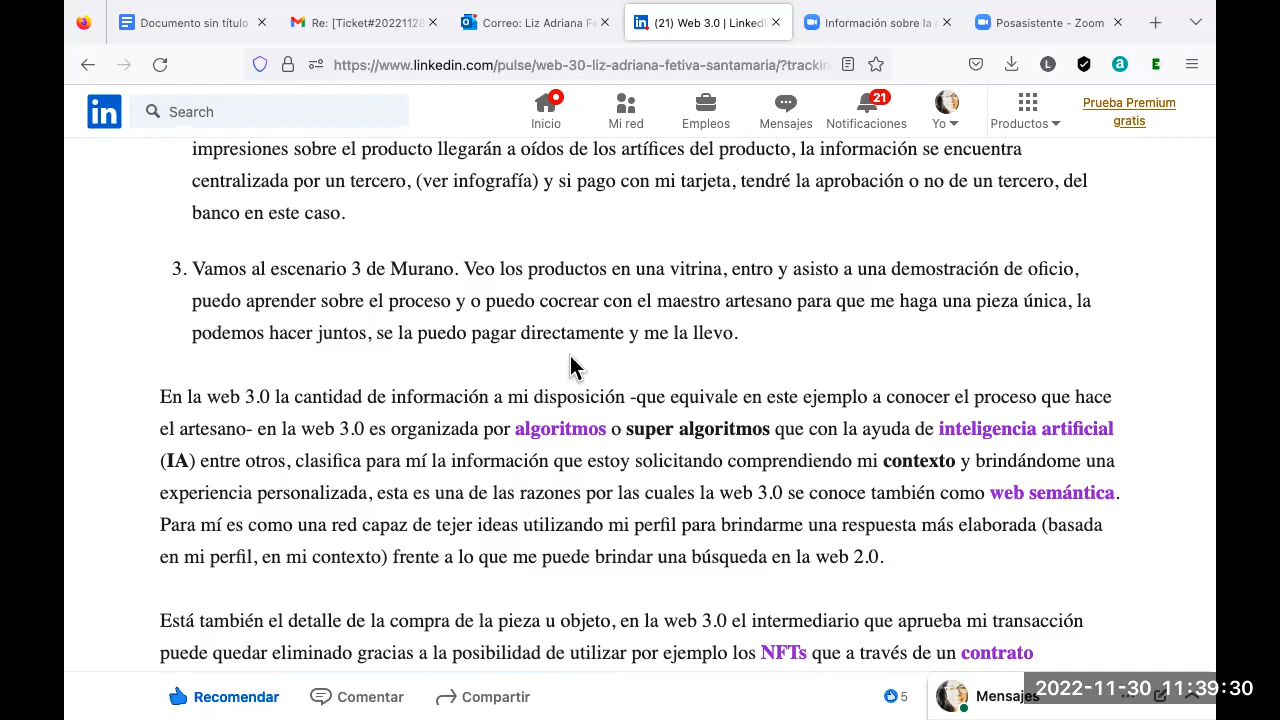 Documento sin título
Re: [Ticket#20221128
Correo: Liz Adriana Fe
(21) Web 3.0 | LinkedI
Información sobre la r
Posasistente - Zoom
https://www.linkedin.com/pulse/web-30-liz-adriana-fetiva-santamaria/?trackin
L
a
E
in
Search
Inicio
Mi red
Empleos
Mensajes
21
Notificaciones
Yo
Productos
Prueba Premium
gratis
impresiones sobre el producto llegarán a oídos de los artífices del producto, la información se encuentra
centralizada por un tercero, (ver infografía) y si pago con mi tarjeta, tendré la aprobación o no de un tercero, del
banco en este caso.
3. Vamos al escenario 3 de Murano. Veo los productos en una vitrina, entro y asisto a una demostración de oficio,
puedo aprender sobre el proceso y o puedo cocrear con el maestro artesano para que me haga una pieza única, la
podemos hacer juntos, se la puedo pagar directamente y me la llevo.
En la web 3.0 la cantidad de información a mi disposición -que equivale en este ejemplo a conocer el proceso que hace
el artesano- en la web 3.0 es organizada por algoritmos o super algoritmos que con la ayuda de inteligencia artificial
(IA) entre otros, clasifica para mí la información que estoy solicitando comprendiendo mi contexto y brindándome una
experiencia personalizada, esta es una de las razones por las cuales la web 3.0 se conoce también como web semántica.
Para mí es como una red capaz de tejer ideas utilizando mi perfil para brindarme una respuesta más elaborada (basada
en mi perfil, en mi contexto) frente a lo que me puede brindar una búsqueda en la web 2.0.
Está también el detalle de la compra de la pieza u objeto, en la web 3.0 el intermediario que aprueba mi transacción
puede quedar eliminado gracias a la posibilidad de utilizar por ejemplo los NFTs que a través de un contrato
Recomendar
Comentar
Compartir
5
Mensajes
2022-11-30 11:39:30